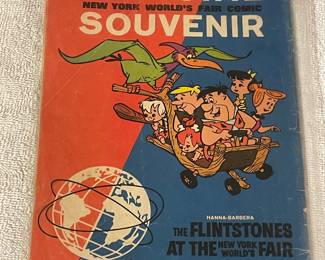 NEW YORK WORLD'S FAIR COMIC
SOUVENIR
HANNA-BARBERA
THE FLINTSTONES
AT THE NEW YORK WORLD'S FAIR